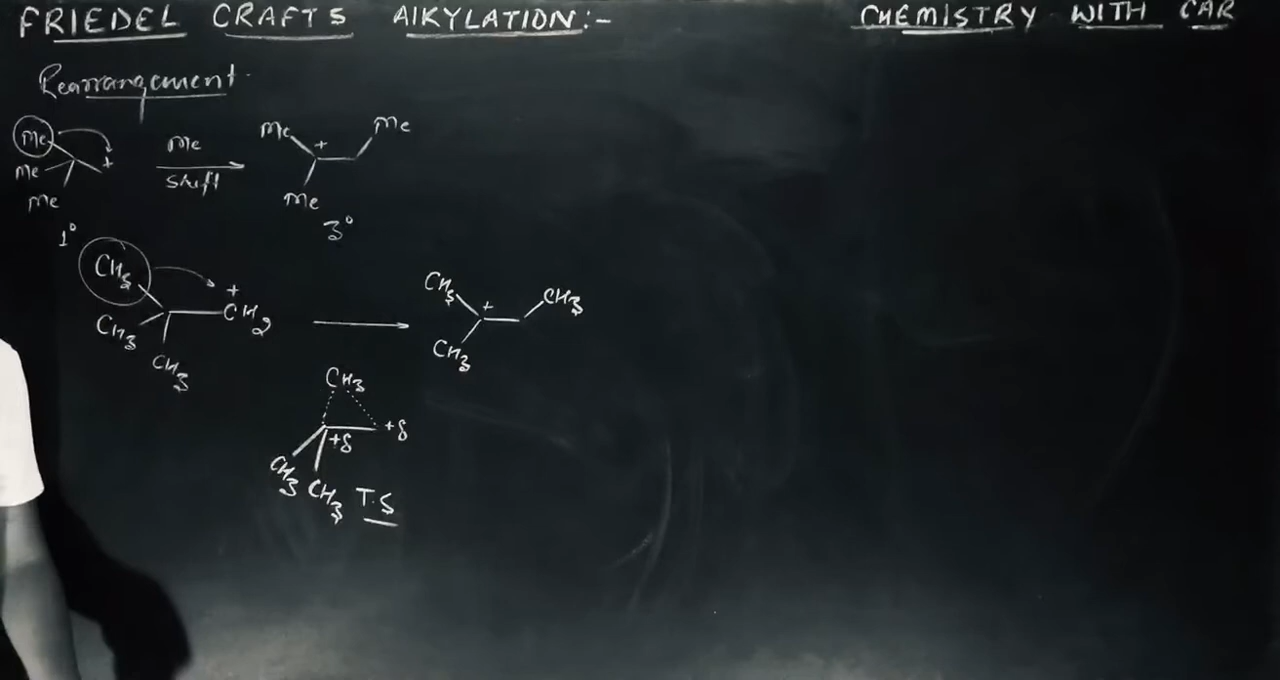 FRIEDEL CRAFTS AlKYLATION:-
CHEMISTRY WITH CAR
Rearrangement.
Me + Me Shift Me + Me
Me
Me
Me
1° 3°
CH3 + CH2 CH3 + CH3
CH3 CH3
CH3
CH3
+δ +δ
CH3 CH3 T.S